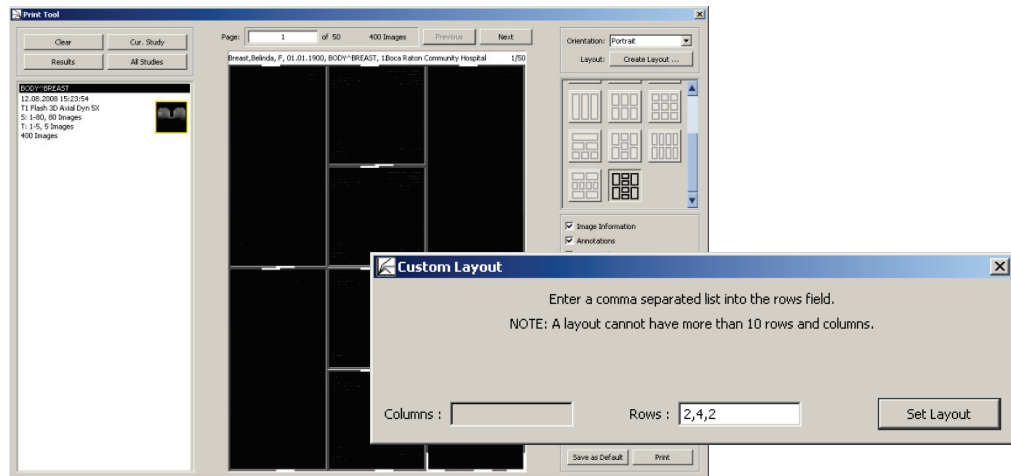 Print Tool
Clear
Cur. Study
Results
All Studies
BODY^BREAST
12.08.2008 15:23:54
T1 Flash 3D Axial Dyn 5X
S: 1-80, 80 Images
T: 1-5, 5 Images
400 Images
Page: 1 of 50 400 Images Previous Next
Breast,Belinda, F, 01.01.1900, BODY^BREAST, 1Boca Raton Community Hospital 1/50
Orientation: Portrait
Layout: Create Layout ...
Image Information
Annotations
Custom Layout
Enter a comma separated list into the rows field.
NOTE: A layout cannot have more than 10 rows and columns.
Columns :
Rows : 2,4,2
Set Layout
Save as Default
Print